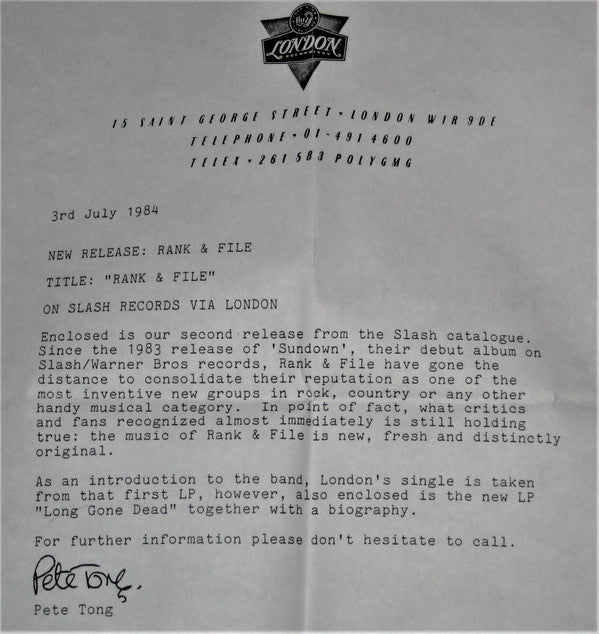 LONDON
RECORDINGS
15 SAINT GEORGE STREET • LONDON W1R 9DE
TELEPHONE • 01-491 4600
TELEX • 261 583 POLYGMG
3rd July 1984
NEW RELEASE: RANK & FILE
TITLE: "RANK & FILE"
ON SLASH RECORDS VIA LONDON
Enclosed is our second release from the Slash catalogue.
Since the 1983 release of 'Sundown', their debut album on
Slash/Warner Bros records, Rank & File have gone the
distance to consolidate their reputation as one of the
most inventive new groups in rock, country or any other
handy musical category. In point of fact, what critics
and fans recognized almost immediately is still holding
true: the music of Rank & File is new, fresh and distinctly
original.
As an introduction to the band, London's single is taken
from that first LP, however, also enclosed is the new LP
"Long Gone Dead" together with a biography.
For further information please don't hesitate to call.
Pete Tong.
Pete Tong